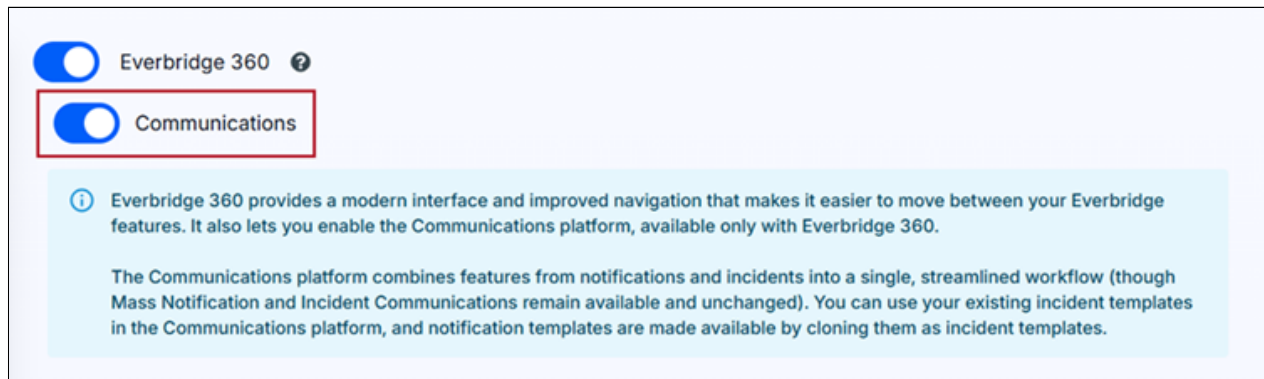 Everbridge 360 ?
Communications
i Everbridge 360 provides a modern interface and improved navigation that makes it easier to move between your Everbridge
features. It also lets you enable the Communications platform, available only with Everbridge 360.
The Communications platform combines features from notifications and incidents into a single, streamlined workflow (though
Mass Notification and Incident Communications remain available and unchanged). You can use your existing incident templates
in the Communications platform, and notification templates are made available by cloning them as incident templates.